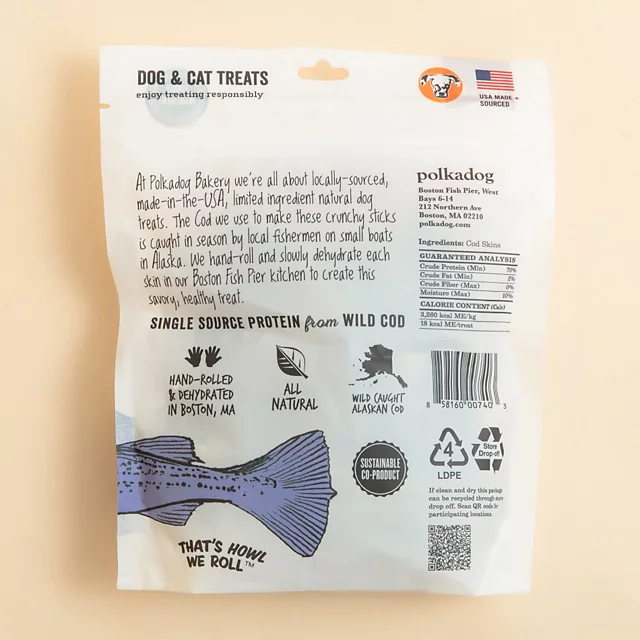 DOG & CAT TREATS
enjoy treating responsibly
USA MADE +
SOURCED
At Polkadog Bakery we're all about locally-sourced,
made-in-the-USA, limited ingredient natural dog
treats. The Cod we use to make these crunchy sticks
is caught in season by local fishermen on small boats
in Alaska. We hand-roll and slowly dehydrate each
skin in our Boston Fish Pier kitchen to create this
savory, healthy treat.
SINGLE SOURCE PROTEIN from WILD COD
HAND-ROLLED
& DEHYDRATED
IN BOSTON, MA
ALL
NATURAL
WILD CAUGHT
ALASKAN COD
SUSTAINABLE
CO-PRODUCT
THAT'S HOWL
WE ROLL™
polkadog
Boston Fish Pier, West
Bays 6-14
212 Northern Ave
Boston, MA 02210
polkadog.com
Ingredients: Cod Skins
GUARANTEED ANALYSIS
Crude Protein (Min) 70%
Crude Fat (Min) 2%
Crude Fiber (Max) 0%
Moisture (Max) 10%
CALORIE CONTENT (Calc)
3,260 kcal ME/kg
18 kcal ME/treat
8 58160 00740 3
4
LDPE
Store
Drop-off
If clean and dry this package
can be recycled through store
drop off. Scan QR code for
participating locations.